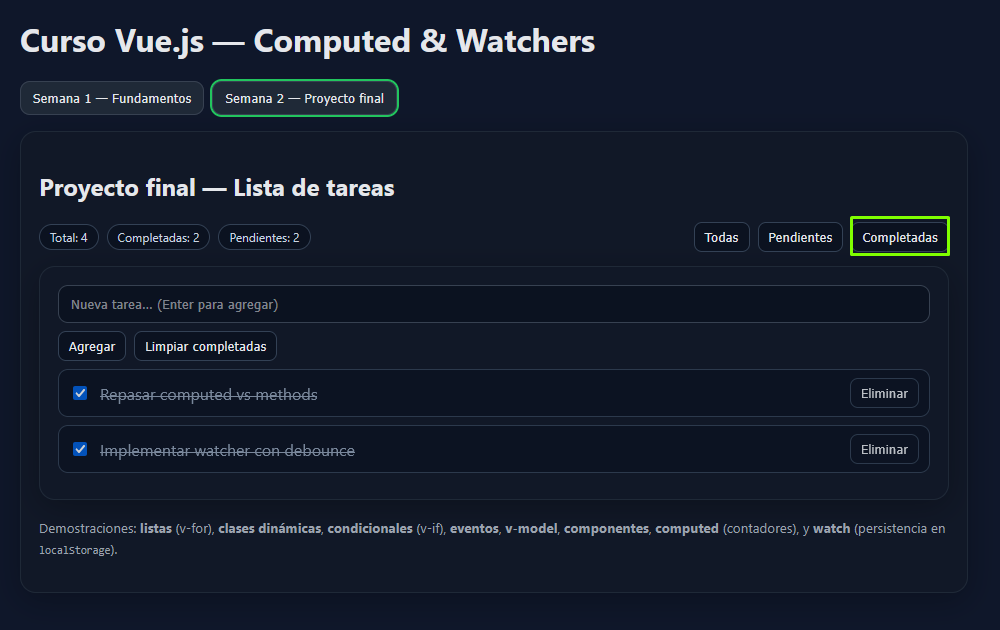 Curso Vue.js — Computed & Watchers
Semana 1 — Fundamentos
Semana 2 — Proyecto final
Proyecto final — Lista de tareas
Total: 4
Completadas: 2
Pendientes: 2
Todas
Pendientes
Completadas
Nueva tarea... (Enter para agregar)
Agregar
Limpiar completadas
Repasar computed vs methods
Eliminar
Implementar watcher con debounce
Eliminar
Demostraciones: listas (v-for), clases dinámicas, condicionales (v-if), eventos, v-model, componentes, computed (contadores), y watch (persistencia en
localStorage).